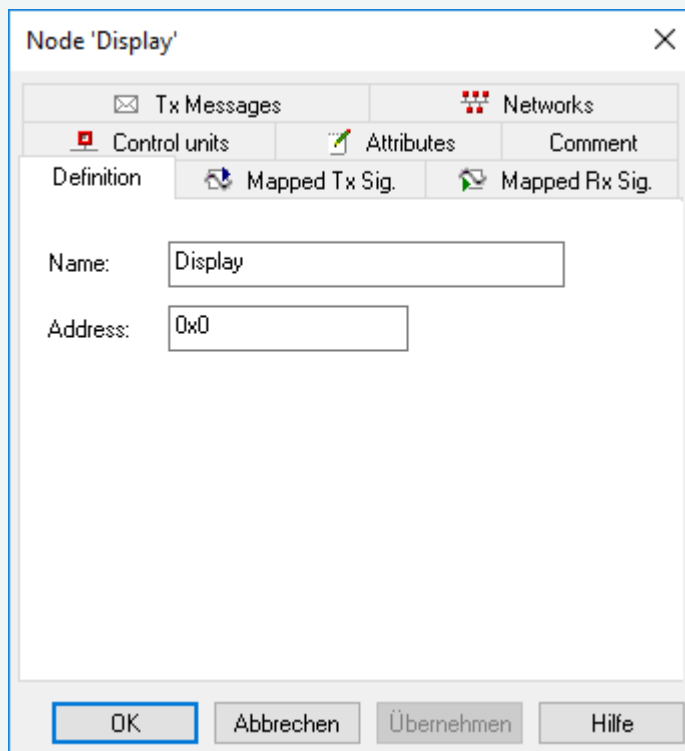 Node 'Display'
Tx Messages Networks
Control units Attributes Comment
Definition Mapped Tx Sig. Mapped Rx Sig.
Name: Display
Address: 0x0
OK Abbrechen Übernehmen Hilfe